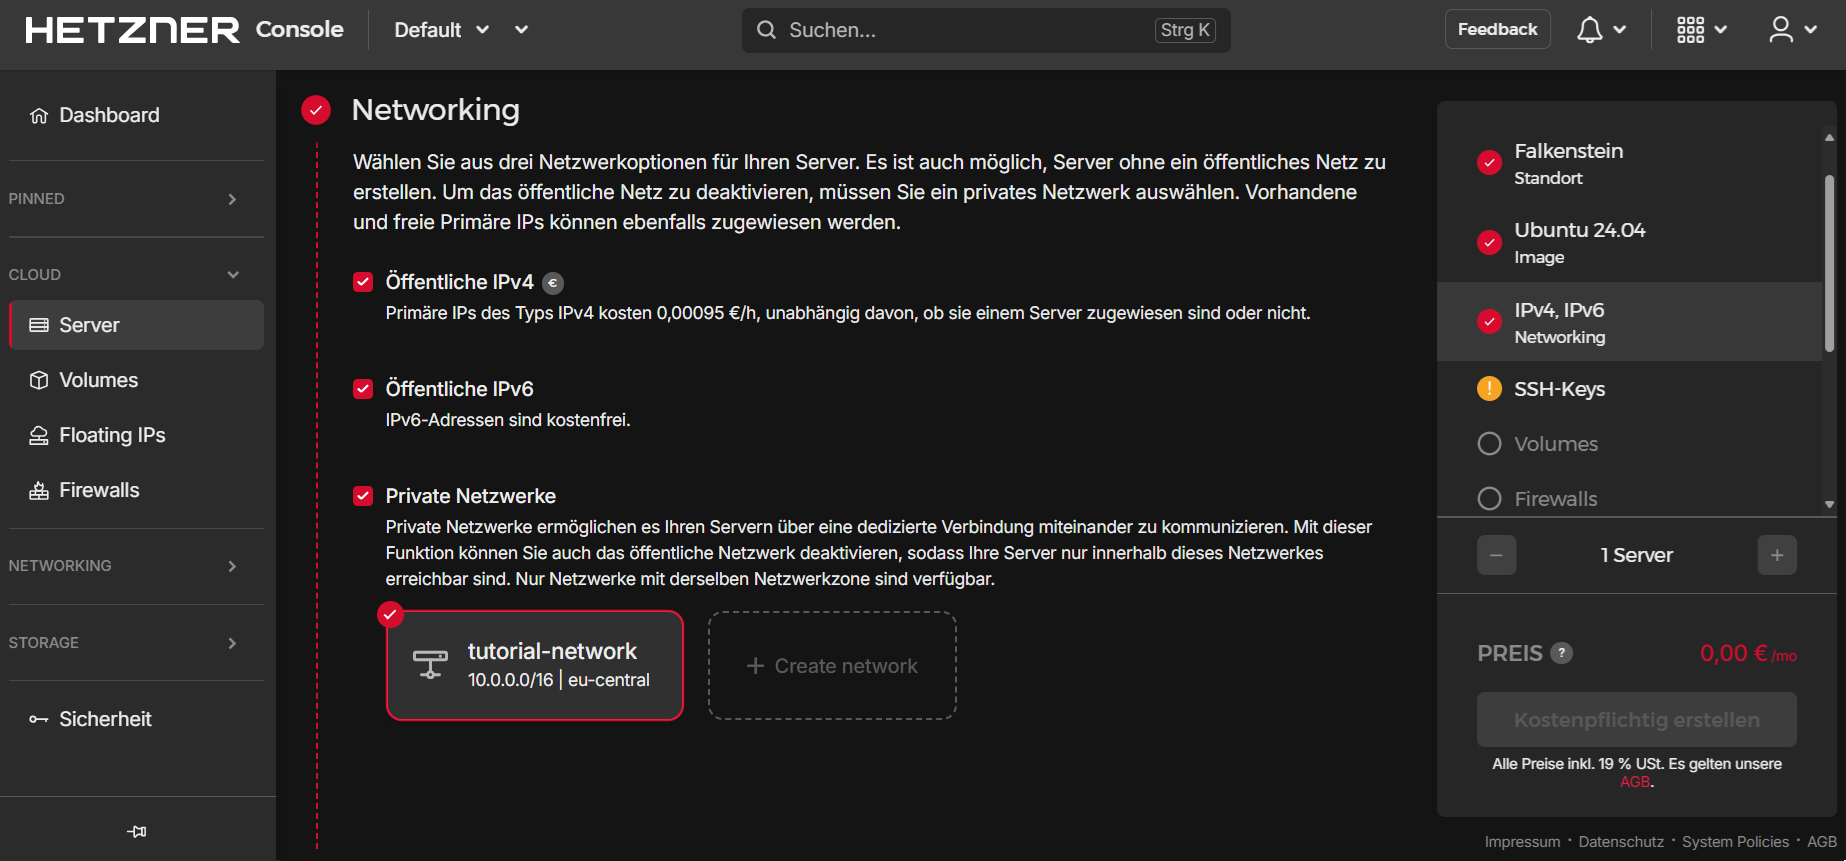 HETZNER Console
Default
Suchen...
Strg K
Feedback
Dashboard
PINNED
CLOUD
Server
Volumes
Floating IPs
Firewalls
NETWORKING
STORAGE
Sicherheit
Networking
Wählen Sie aus drei Netzwerkoptionen für Ihren Server. Es ist auch möglich, Server ohne ein öffentliches Netz zu
erstellen. Um das öffentliche Netz zu deaktivieren, müssen Sie ein privates Netzwerk auswählen. Vorhandene
und freie Primäre IPs können ebenfalls zugewiesen werden.
Öffentliche IPv4 €
Primäre IPs des Typs IPv4 kosten 0,00095 €/h, unabhängig davon, ob sie einem Server zugewiesen sind oder nicht.
Öffentliche IPv6
IPv6-Adressen sind kostenfrei.
Private Netzwerke
Private Netzwerke ermöglichen es Ihren Servern über eine dedizierte Verbindung miteinander zu kommunizieren. Mit dieser
Funktion können Sie auch das öffentliche Netzwerk deaktivieren, sodass Ihre Server nur innerhalb dieses Netzwerkes
erreichbar sind. Nur Netzwerke mit derselben Netzwerkzone sind verfügbar.
tutorial-network
10.0.0.0/16 | eu-central
+ Create network
Falkenstein
Standort
Ubuntu 24.04
Image
IPv4, IPv6
Networking
! SSH-Keys
Volumes
Firewalls
− 1 Server +
PREIS ? 0,00 €/mo
Kostenpflichtig erstellen
Alle Preise inkl. 19 % USt. Es gelten unsere
AGB.
Impressum · Datenschutz · System Policies · AGB